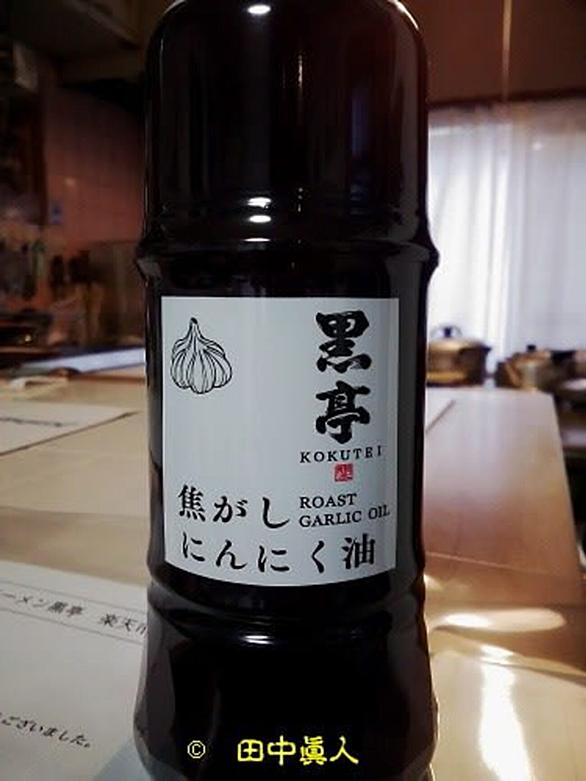 黒亭
KOKUTEI
焦がし
ROAST
GARLIC OIL
にんにく油
ーメン黒亭 楽天市
ございました。
© 田中眞人